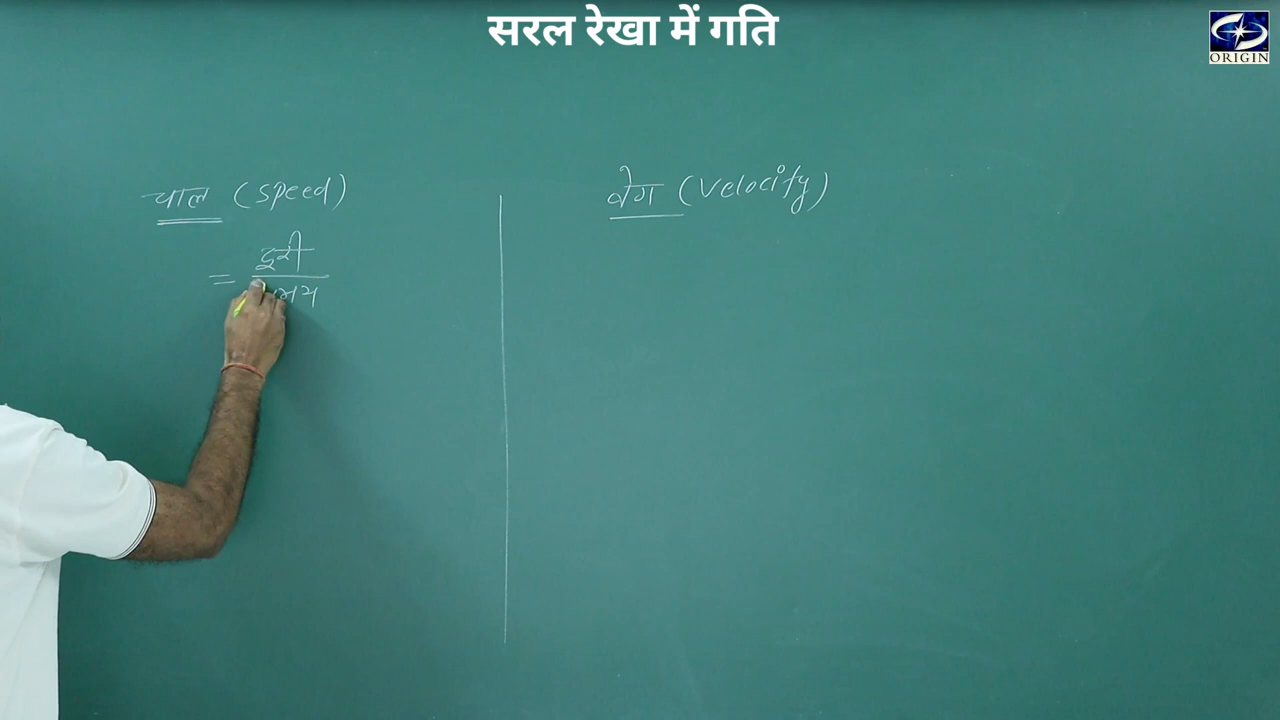 सरल रेखा में गति
ORIGIN
चाल (speed)
= दूरी
वेग (velocity)